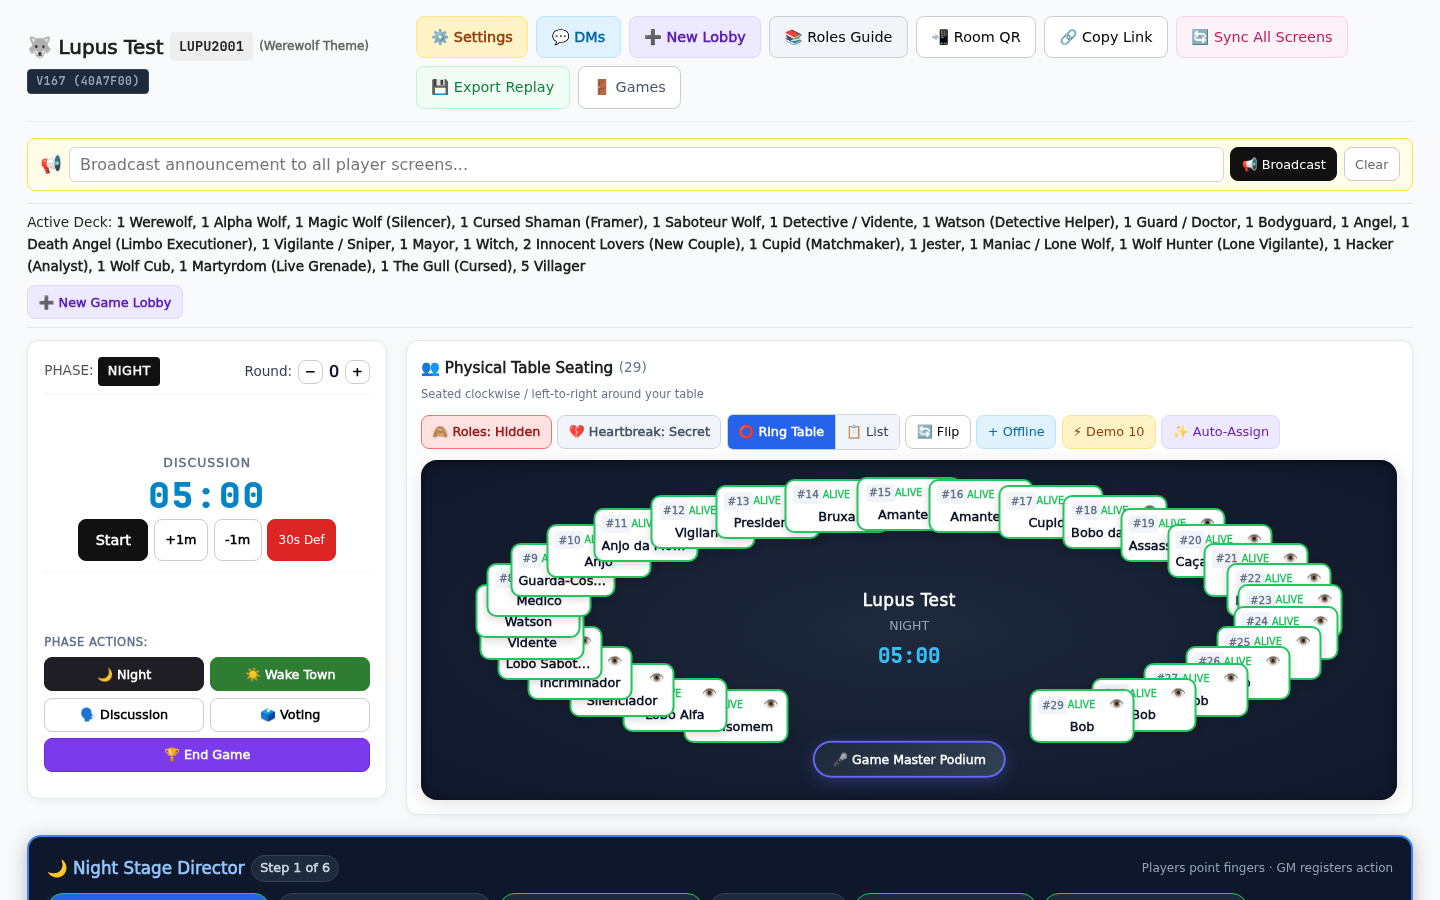 🐺 Lupus Test LUPU2001 (Werewolf Theme)
V167 (40A7F00)
⚙️ Settings 💬 DMs ➕ New Lobby 📚 Roles Guide 📲 Room QR 🔗 Copy Link 🔄 Sync All Screens
💾 Export Replay 🚪 Games
📢 Broadcast announcement to all player screens... 📢 Broadcast Clear
Active Deck: 1 Werewolf, 1 Alpha Wolf, 1 Magic Wolf (Silencer), 1 Cursed Shaman (Framer), 1 Saboteur Wolf, 1 Detective / Vidente, 1 Watson (Detective Helper), 1 Guard / Doctor, 1 Bodyguard, 1 Angel, 1
Death Angel (Limbo Executioner), 1 Vigilante / Sniper, 1 Mayor, 1 Witch, 2 Innocent Lovers (New Couple), 1 Cupid (Matchmaker), 1 Jester, 1 Maniac / Lone Wolf, 1 Wolf Hunter (Lone Vigilante), 1 Hacker
(Analyst), 1 Wolf Cub, 1 Martyrdom (Live Grenade), 1 The Gull (Cursed), 5 Villager
➕ New Game Lobby
PHASE: NIGHT Round: − 0 +
DISCUSSION
05:00
Start +1m -1m 30s Def
PHASE ACTIONS:
🌙 Night ☀️ Wake Town
🗣️ Discussion 🗳️ Voting
🏆 End Game
👥 Physical Table Seating (29)
Seated clockwise / left-to-right around your table
🙈 Roles: Hidden 💔 Heartbreak: Secret ⭕ Ring Table 📋 List 🔄 Flip + Offline ⚡ Demo 10 ✨ Auto-Assign
Lobo Alfa
Silenciador
Incriminador
Lobo Sabot...
Vidente
Watson
Médico
#9
Guarda-Cos...
#10
Anjo
#11
Anjo da
#12 ALIVE
#13 ALIVE
#14 ALIVE
Bruxa
#15 ALIVE
Amante
#16 ALIVE
Amante
#17 ALIVE
#18 ALIVE
Bobo da
#19 ALIVE
#20 ALIVE
#21 ALIVE
#22 ALIVE
#23 ALIVE
#24 ALIVE
#25 ALIVE
#26 ALIVE
#27 ALIVE
Bob
#29 ALIVE
Bob
Lupus Test
NIGHT
05:00
🎤 Game Master Podium
🌙 Night Stage Director Step 1 of 6 Players point fingers · GM registers action